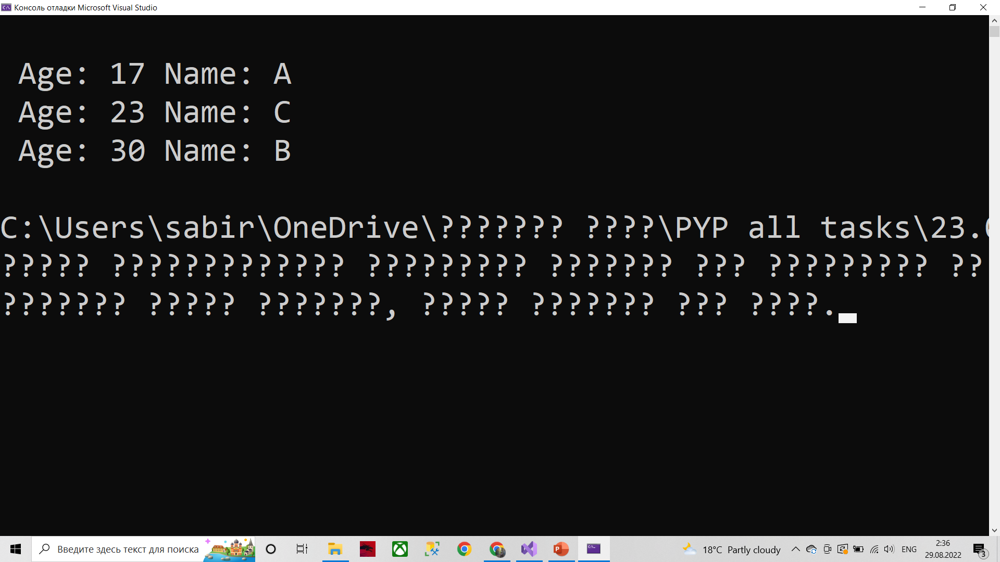 Консоль отладки Microsoft Visual Studio
Age: 17 Name: A
Age: 23 Name: C
Age: 30 Name: B
C:\Users\sabir\OneDrive\??????? ????\PYP all tasks\23.
????? ????????????? ????????? ??????? ??? ????????? ??
??????? ????? ???????, ????? ??????? ??? ????.
Введите здесь текст для поиска
18°C Partly cloudy
ENG
2:36
29.08.2022
3